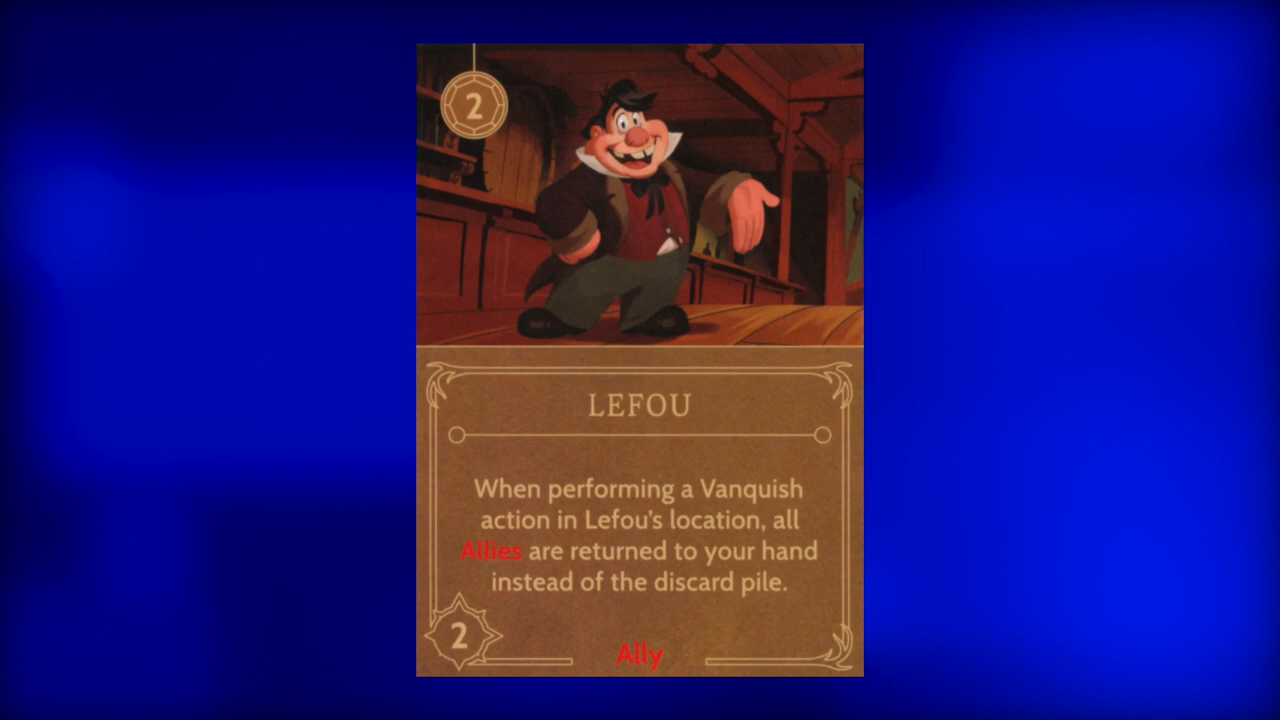 2
LEFOU
When performing a Vanquish
action in Lefou's location, all
Allies are returned to your hand
instead of the discard pile.
2
Ally